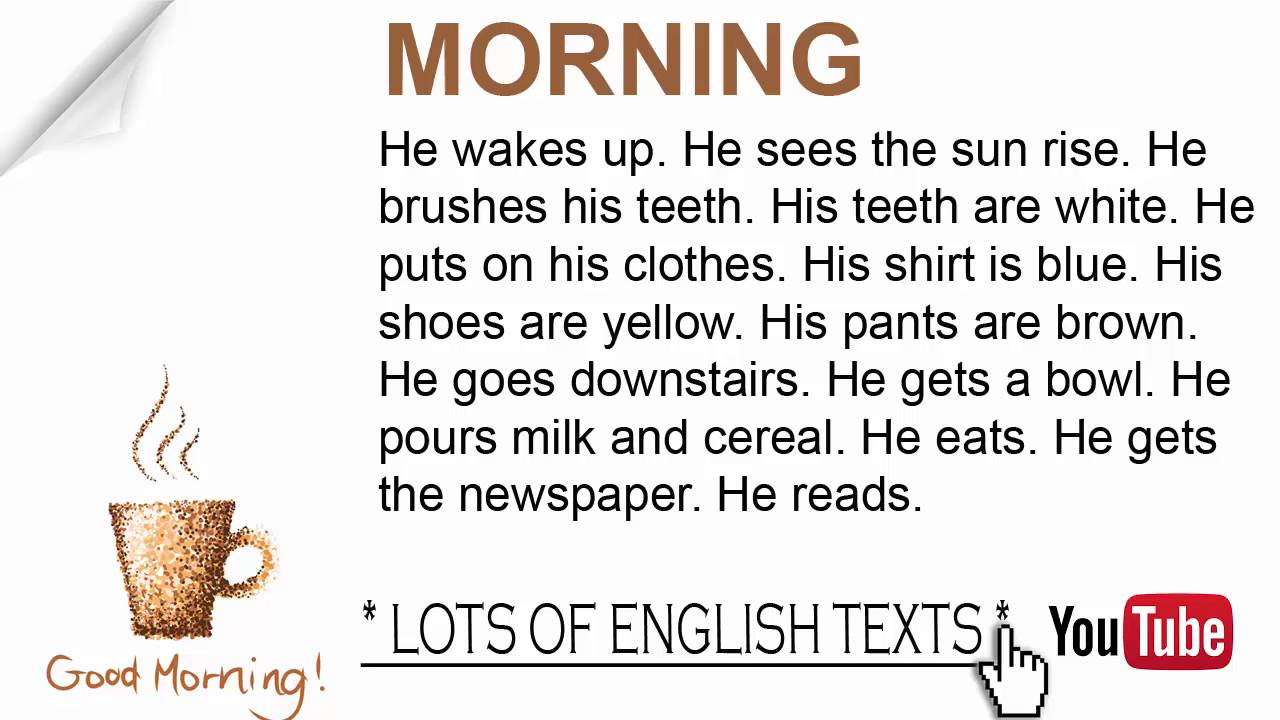 MORNING
He wakes up. He sees the sun rise. He
brushes his teeth. His teeth are white. He
puts on his clothes. His shirt is blue. His
shoes are yellow. His pants are brown.
He goes downstairs. He gets a bowl. He
pours milk and cereal. He eats. He gets
the newspaper. He reads.
* LOTS OF ENGLISH TEXTS *
YouTube
Good Morning!